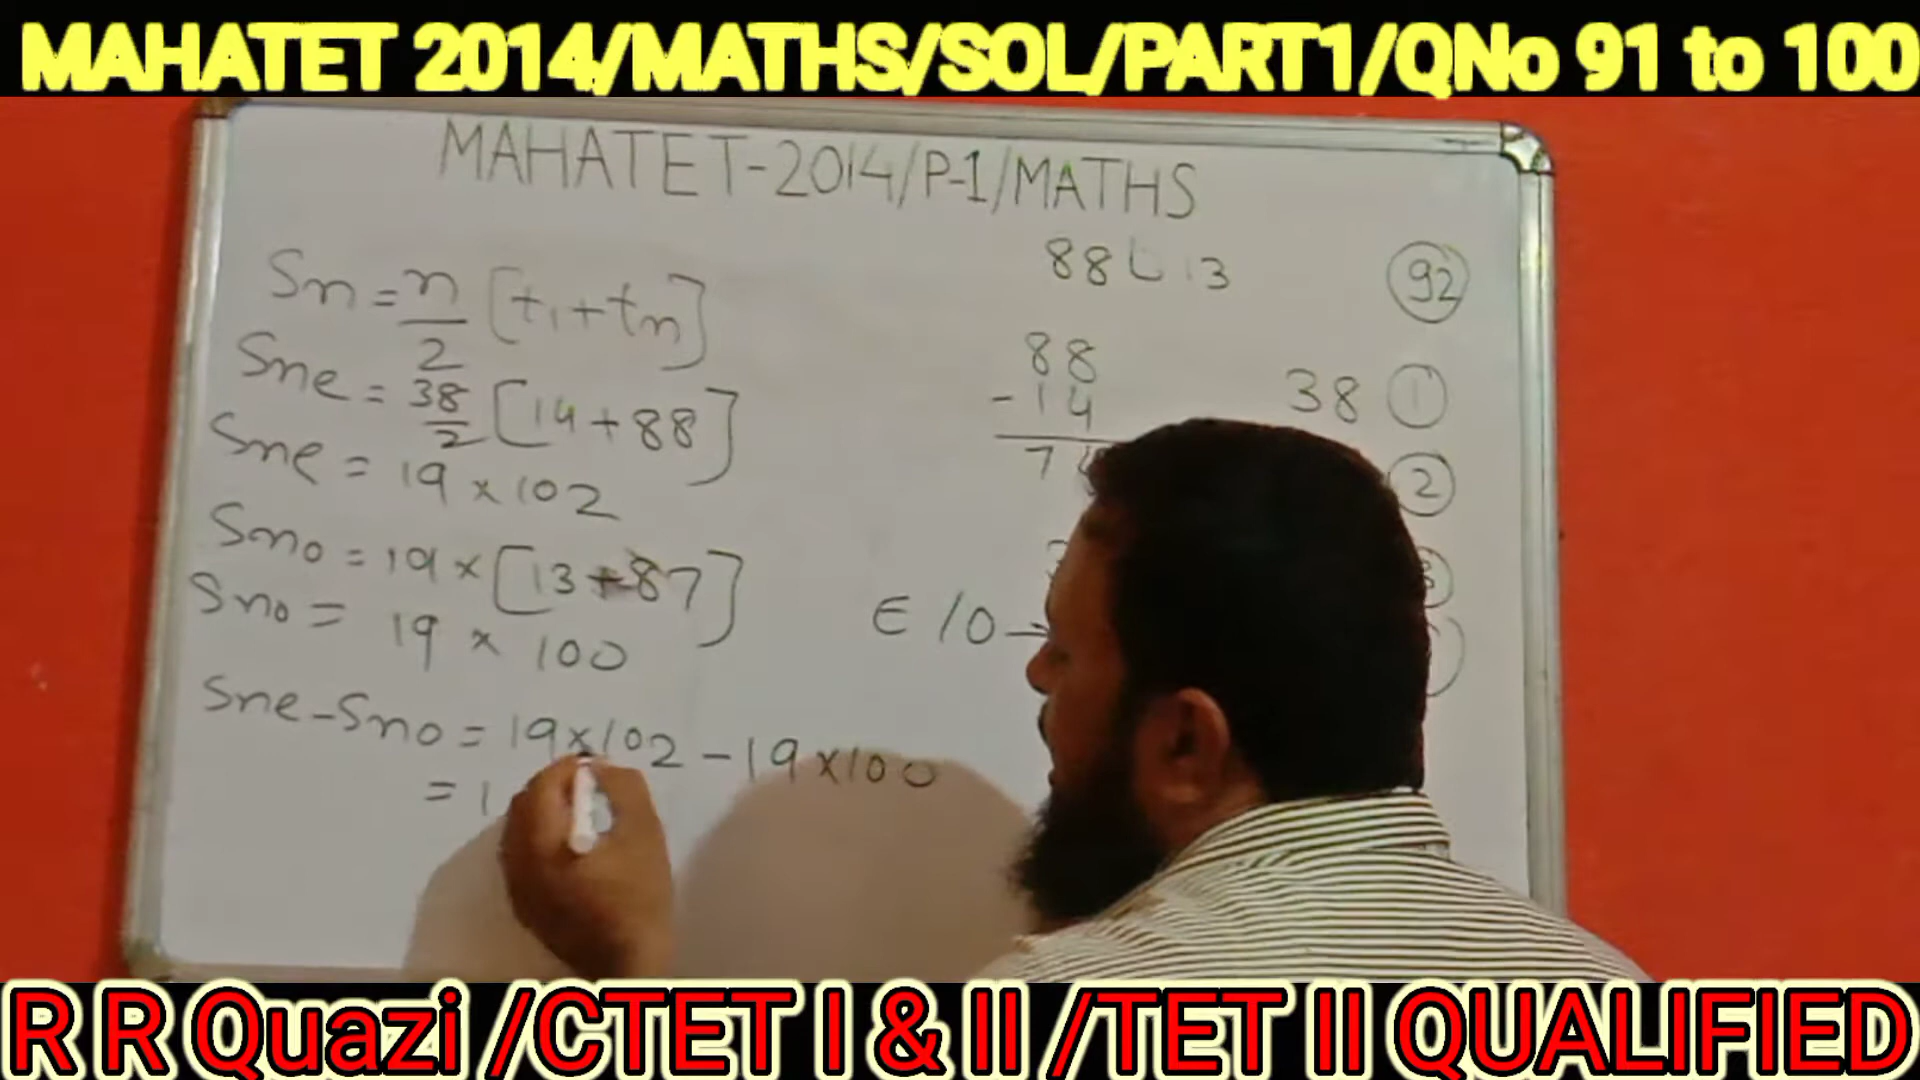 MAHATET 2014/MATHS/SOL/PART1/QNo 91 to 100
MAHATET-2014/P-1/MATHS
Sn = n/2 [t1 + tn]
Sne = 38/2 [14 + 88]
Sne = 19 × 102
Sno = 19 × [13 + 87]
Sno = 19 × 100
Sne - Sno = 19×102 - 19×100
= 1
88 13
88
- 14
7
E/O
92
38 1
2
R R Quazi /CTET I & II /TET II QUALIFIED